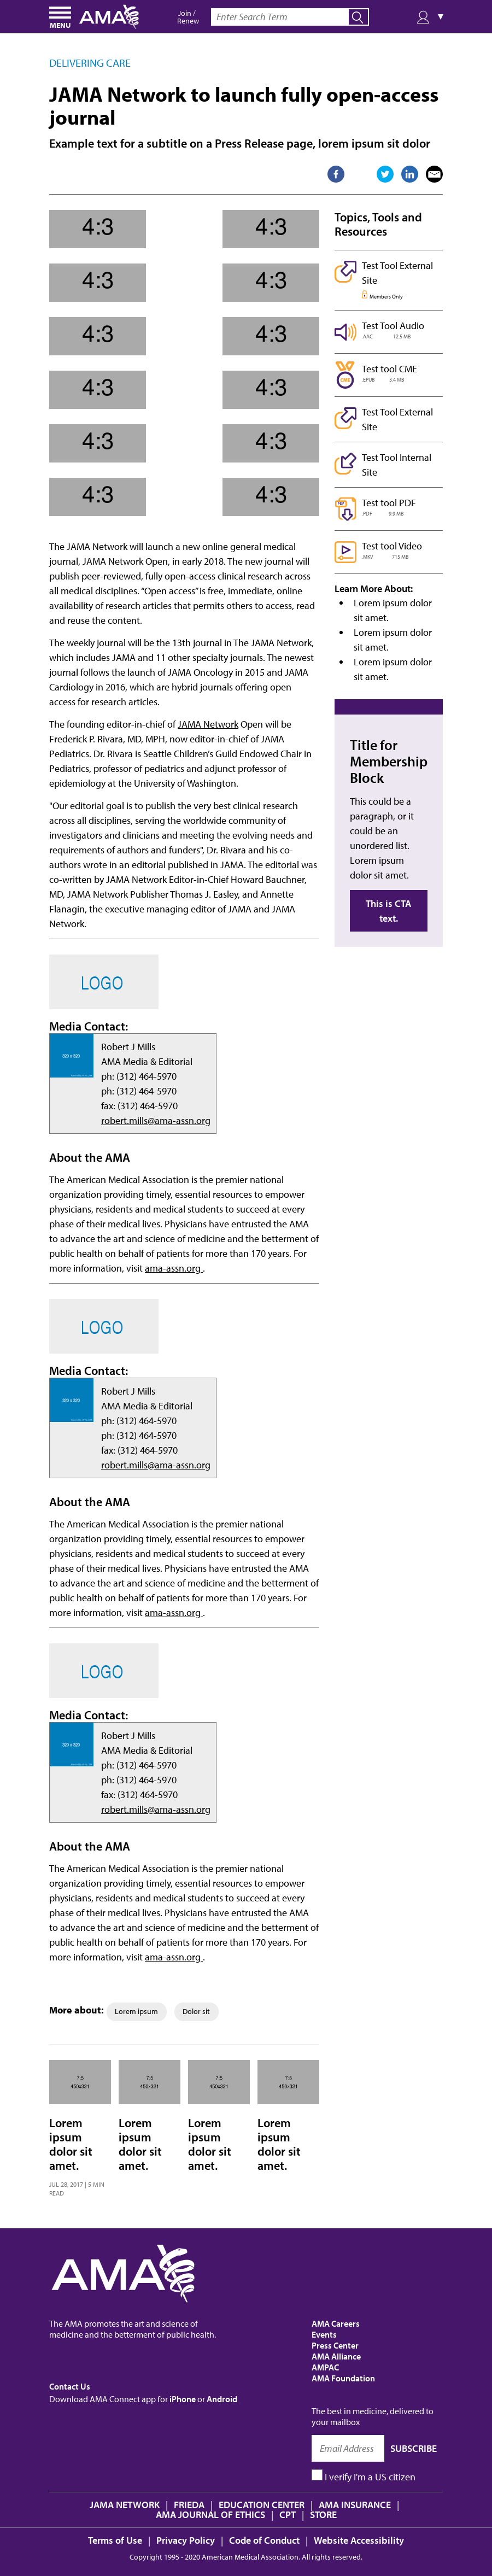 MENU
AMA
Join /
Renew
Enter Search Term
DELIVERING CARE
JAMA Network to launch fully open-access
journal
Example text for a subtitle on a Press Release page, lorem ipsum sit dolor
4:3 4:3
4:3 4:3
4:3 4:3
4:3 4:3
4:3 4:3
4:3 4:3
The JAMA Network will launch a new online general medical
journal, JAMA Network Open, in early 2018. The new journal will
publish peer-reviewed, fully open-access clinical research across
all medical disciplines. “Open access” is free, immediate, online
availability of research articles that permits others to access, read
and reuse the content.
The weekly journal will be the 13th journal in The JAMA Network,
which includes JAMA and 11 other specialty journals. The newest
journal follows the launch of JAMA Oncology in 2015 and JAMA
Cardiology in 2016, which are hybrid journals offering open
access for research articles.
The founding editor-in-chief of JAMA Network Open will be
Frederick P. Rivara, MD, MPH, now editor-in-chief of JAMA
Pediatrics. Dr. Rivara is Seattle Children’s Guild Endowed Chair in
Pediatrics, professor of pediatrics and adjunct professor of
epidemiology at the University of Washington.
"Our editorial goal is to publish the very best clinical research
across all disciplines, serving the worldwide community of
investigators and clinicians and meeting the evolving needs and
requirements of authors and funders", Dr. Rivara and his co-
authors wrote in an editorial published in JAMA. The editorial was
co-written by JAMA Network Editor-in-Chief Howard Bauchner,
MD, JAMA Network Publisher Thomas J. Easley, and Annette
Flanagin, the executive managing editor of JAMA and JAMA
Network.
LOGO
Media Contact:
320 x 320
Robert J Mills
AMA Media & Editorial
ph: (312) 464-5970
ph: (312) 464-5970
fax: (312) 464-5970
robert.mills@ama-assn.org
About the AMA
The American Medical Association is the premier national
organization providing timely, essential resources to empower
physicians, residents and medical students to succeed at every
phase of their medical lives. Physicians have entrusted the AMA
to advance the art and science of medicine and the betterment of
public health on behalf of patients for more than 170 years. For
more information, visit ama-assn.org .
LOGO
Media Contact:
320 x 320
Robert J Mills
AMA Media & Editorial
ph: (312) 464-5970
ph: (312) 464-5970
fax: (312) 464-5970
robert.mills@ama-assn.org
About the AMA
The American Medical Association is the premier national
organization providing timely, essential resources to empower
physicians, residents and medical students to succeed at every
phase of their medical lives. Physicians have entrusted the AMA
to advance the art and science of medicine and the betterment of
public health on behalf of patients for more than 170 years. For
more information, visit ama-assn.org .
LOGO
Media Contact:
320 x 320
Robert J Mills
AMA Media & Editorial
ph: (312) 464-5970
ph: (312) 464-5970
fax: (312) 464-5970
robert.mills@ama-assn.org
About the AMA
The American Medical Association is the premier national
organization providing timely, essential resources to empower
physicians, residents and medical students to succeed at every
phase of their medical lives. Physicians have entrusted the AMA
to advance the art and science of medicine and the betterment of
public health on behalf of patients for more than 170 years. For
more information, visit ama-assn.org .
More about: Lorem ipsum Dolor sit
7:5
450x321
Lorem
ipsum
dolor sit
amet.
JUL 28, 2017 | 5 MIN
READ
7:5
450x321
Lorem
ipsum
dolor sit
amet.
7:5
450x321
Lorem
ipsum
dolor sit
amet.
7:5
450x321
Lorem
ipsum
dolor sit
amet.
Topics, Tools and
Resources
Test Tool External
Site
Members Only
Test Tool Audio
.AAC 12.5 MB
CME
Test tool CME
.EPUB 3.4 MB
Test Tool External
Site
Test Tool Internal
Site
PDF
Test tool PDF
.PDF 9.9 MB
Test tool Video
.MKV 715 MB
Learn More About:
Lorem ipsum dolor
sit amet.
Lorem ipsum dolor
sit amet.
Lorem ipsum dolor
sit amet.
Title for
Membership
Block
This could be a
paragraph, or it
could be an
unordered list.
Lorem ipsum
dolor sit amet.
This is CTA
text.
AMA
The AMA promotes the art and science of
medicine and the betterment of public health.
Contact Us
Download AMA Connect app for iPhone or Android
AMA Careers
Events
Press Center
AMA Alliance
AMPAC
AMA Foundation
The best in medicine, delivered to
your mailbox
Email Address SUBSCRIBE
I verify I'm a US citizen
JAMA NETWORK | FRIEDA | EDUCATION CENTER | AMA INSURANCE |
AMA JOURNAL OF ETHICS | CPT | STORE
Terms of Use | Privacy Policy | Code of Conduct | Website Accessibility
Copyright 1995 - 2020 American Medical Association. All rights reserved.